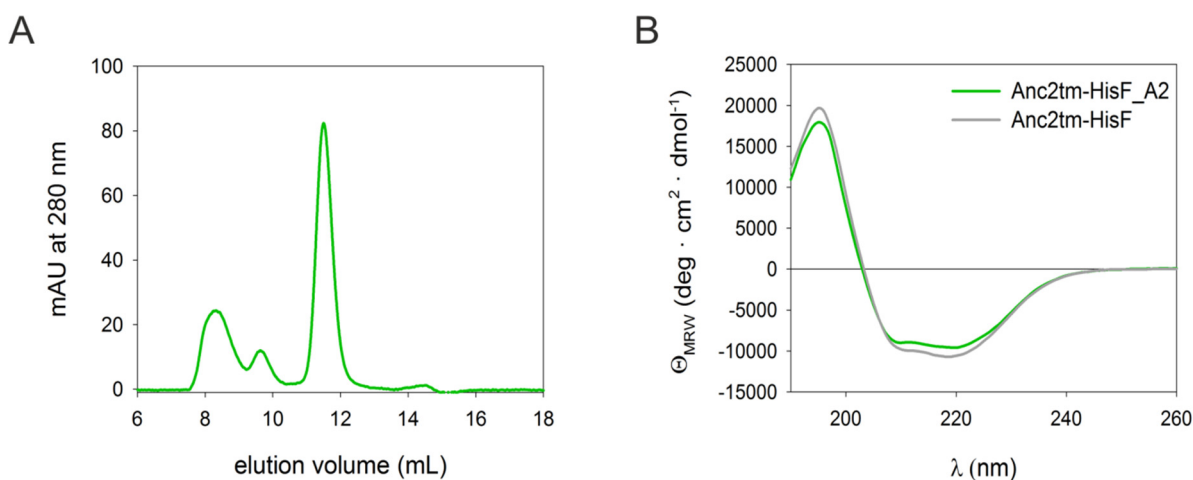 A
100
80
60
40
20
0
mAU at 280 nm
6 8 10 12 14 16 18
elution volume (mL)
B
25000
20000
15000
10000
5000
0
-5000
-10000
-15000
ΘMRW (deg · cm² · dmol⁻¹)
Anc2tm-HisF_A2
Anc2tm-HisF
200 220 240 260
λ (nm)